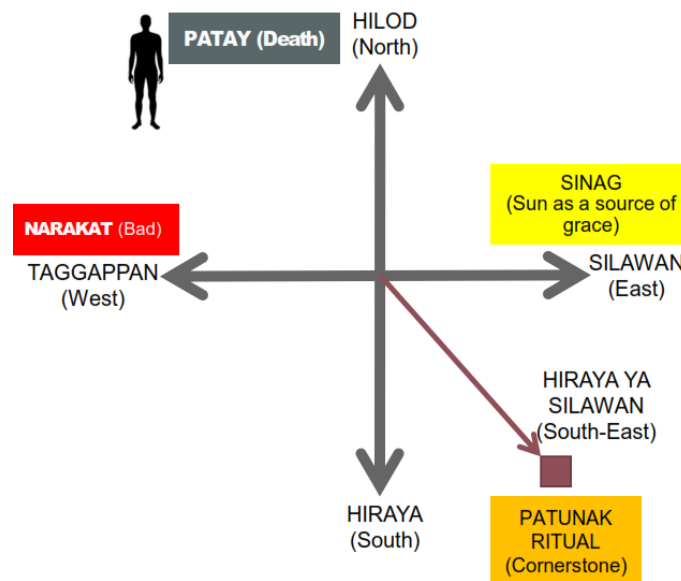 PATAY (Death)
HILOD
(North)
NARAKAT (Bad)
TAGGAPPAN
(West)
SINAG
(Sun as a source of
grace)
SILAWAN
(East)
HIRAYA YA
SILAWAN
(South-East)
HIRAYA
(South)
PATUNAK
RITUAL
(Cornerstone)